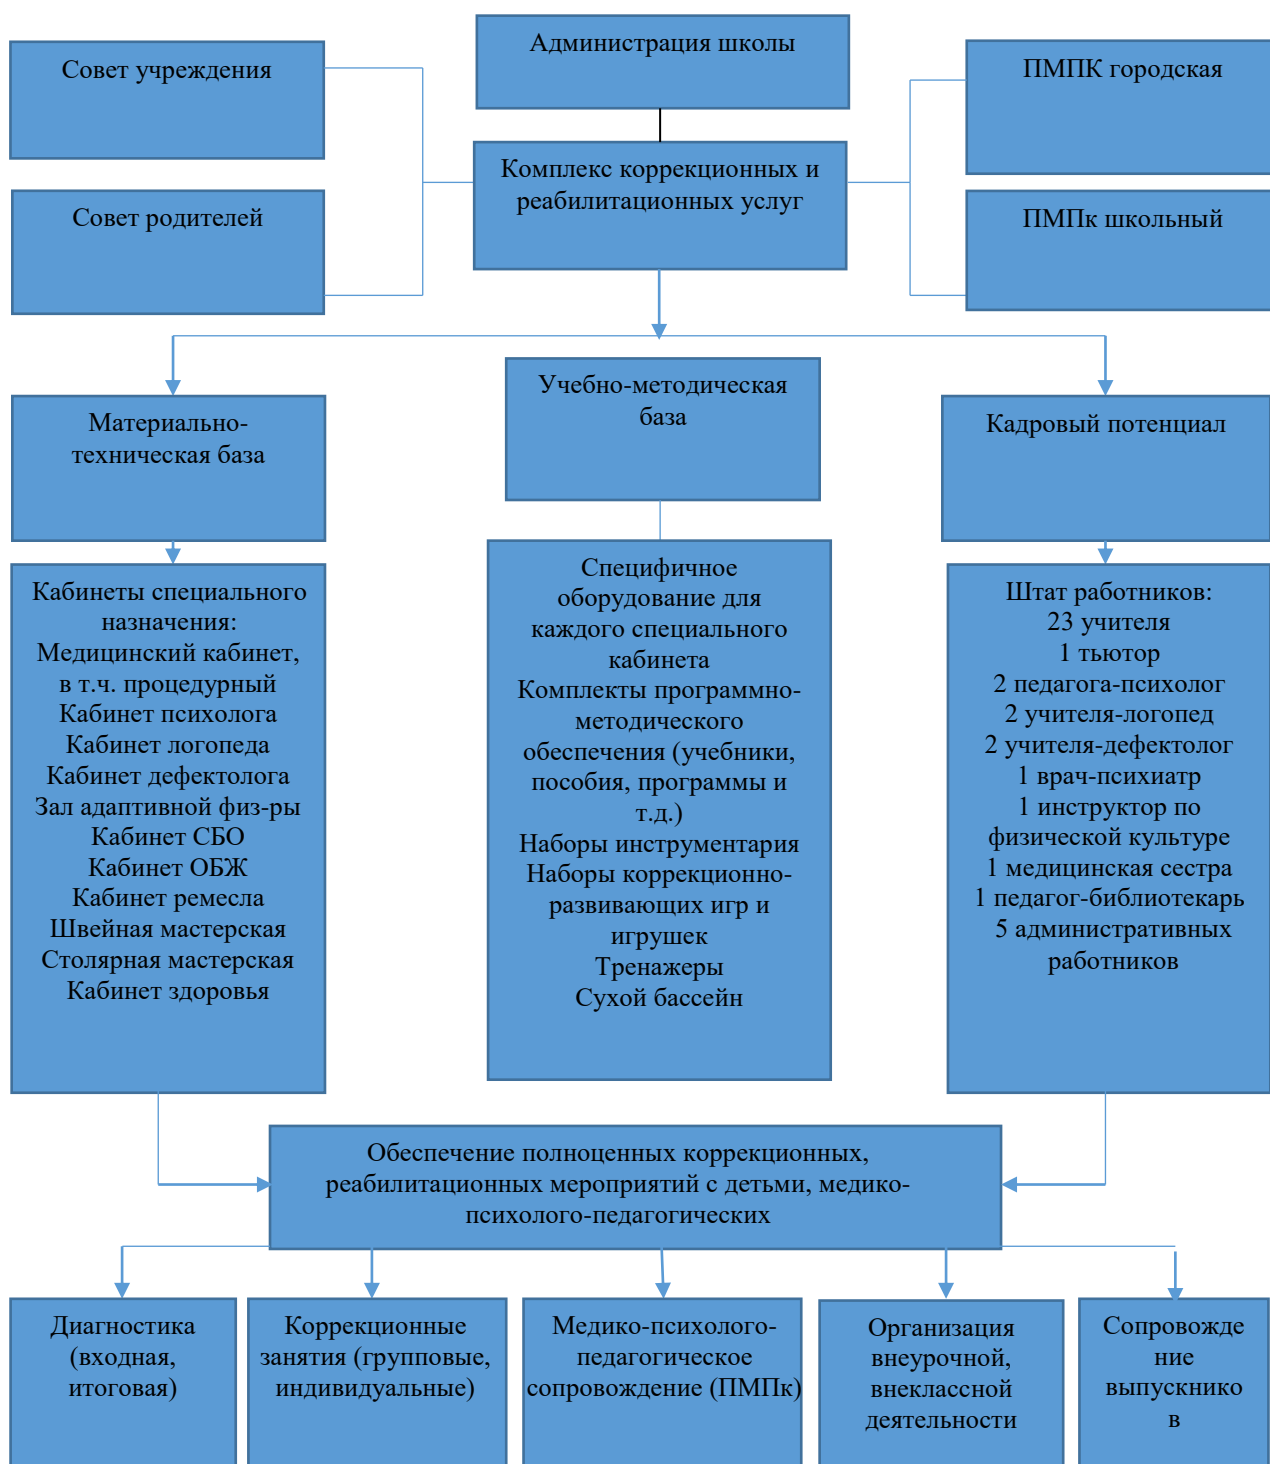 Администрация школы
Совет учреждения
ПМПК городская
Комплекс коррекционных и
реабилитационных услуг
Совет родителей
ПМПк школьный
Материально-
техническая база
Учебно-методическая
база
Кадровый потенциал
Кабинеты специального
назначения:
Медицинский кабинет,
в т.ч. процедурный
Кабинет психолога
Кабинет логопеда
Кабинет дефектолога
Зал адаптивной физ-ры
Кабинет СБО
Кабинет ОБЖ
Кабинет ремесла
Швейная мастерская
Столярная мастерская
Кабинет здоровья
Специфичное
оборудование для
каждого специального
кабинета
Комплекты программно-
методического
обеспечения (учебники,
пособия, программы и
т.д.)
Наборы инструментария
Наборы коррекционно-
развивающих игр и
игрушек
Тренажеры
Сухой бассейн
Штат работников:
23 учителя
1 тьютор
2 педагога-психолог
2 учителя-логопед
2 учителя-дефектолог
1 врач-психиатр
1 инструктор по
физической культуре
1 медицинская сестра
1 педагог-библиотекарь
5 административных
работников
Обеспечение полноценных коррекционных,
реабилитационных мероприятий с детьми, медико-
психолого-педагогических
Диагностика
(входная,
итоговая)
Коррекционные
занятия (групповые,
индивидуальные)
Медико-психолого-
педагогическое
сопровождение (ПМПк)
Организация
внеурочной,
внеклассной
деятельности
Сопровожде
ние
выпускнико
в